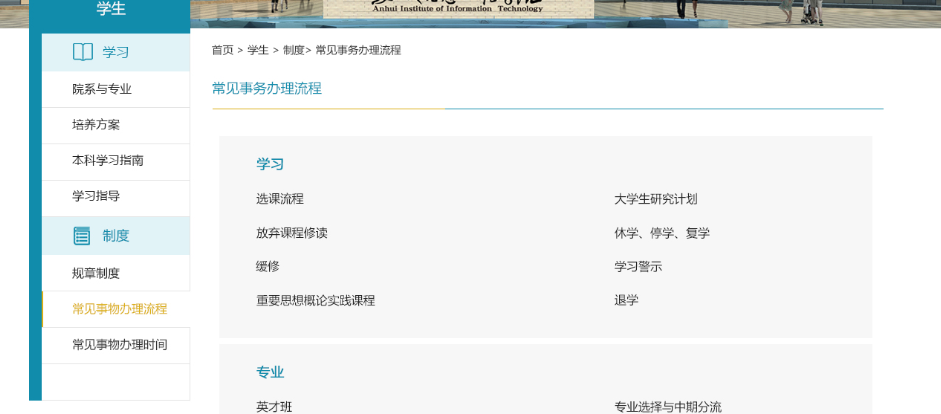 Anhui Institute of Information Technology
学生
学习
院系与专业
培养方案
本科学习指南
学习指导
制度
规章制度
常见事物办理流程
常见事物办理时间
首页 > 学生 > 制度> 常见事务办理流程
常见事务办理流程
学习
选课流程
大学生研究计划
放弃课程修读
休学、停学、复学
缓修
学习警示
重要思想概论实践课程
退学
专业
英才班
专业选择与中期分流